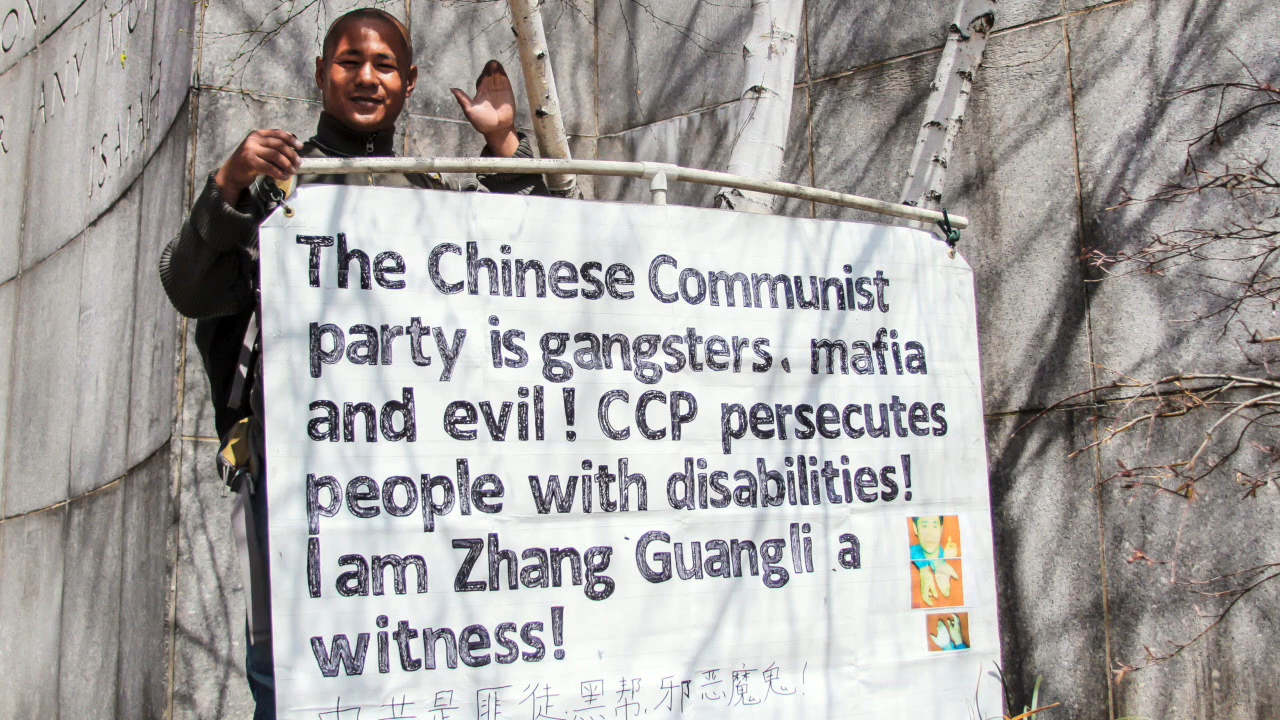 ANY
The Chinese Communist
party is gangsters、mafia
and evil! CCP persecutes
people with disabilities!
I am Zhang Guangli a
witness!
中共是匪徒.黑帮.邪恶魔鬼!